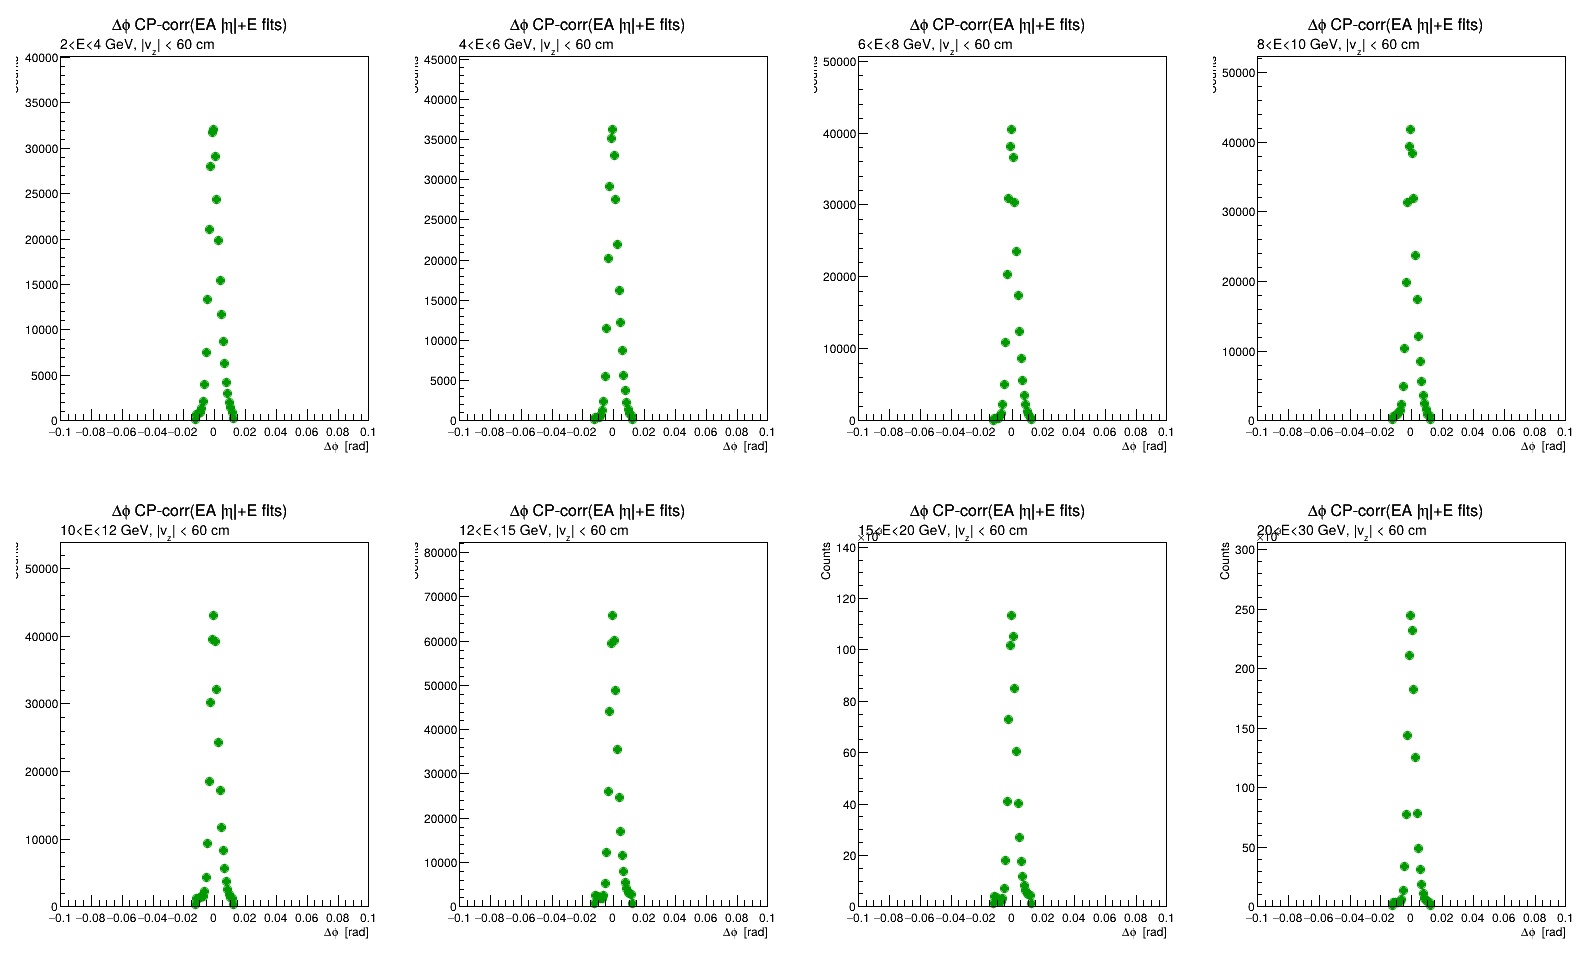 Δϕ CP-corr(EA |η|+E flts)
2<E<4 GeV, |v_z| < 60 cm
Counts
40000
35000
30000
25000
20000
15000
10000
5000
0
−0.1 −0.08 −0.06 −0.04 −0.02 0 0.02 0.04 0.06 0.08 0.1
Δϕ [rad]
Δϕ CP-corr(EA |η|+E flts)
4<E<6 GeV, |v_z| < 60 cm
Counts
45000
40000
35000
30000
25000
20000
15000
10000
5000
0
−0.1 −0.08 −0.06 −0.04 −0.02 0 0.02 0.04 0.06 0.08 0.1
Δϕ [rad]
Δϕ CP-corr(EA |η|+E flts)
6<E<8 GeV, |v_z| < 60 cm
Counts
50000
40000
30000
20000
10000
0
−0.1 −0.08 −0.06 −0.04 −0.02 0 0.02 0.04 0.06 0.08 0.1
Δϕ [rad]
Δϕ CP-corr(EA |η|+E flts)
8<E<10 GeV, |v_z| < 60 cm
Counts
50000
40000
30000
20000
10000
0
−0.1 −0.08 −0.06 −0.04 −0.02 0 0.02 0.04 0.06 0.08 0.1
Δϕ [rad]
Δϕ CP-corr(EA |η|+E flts)
10<E<12 GeV, |v_z| < 60 cm
Counts
50000
40000
30000
20000
10000
0
−0.1 −0.08 −0.06 −0.04 −0.02 0 0.02 0.04 0.06 0.08 0.1
Δϕ [rad]
Δϕ CP-corr(EA |η|+E flts)
12<E<15 GeV, |v_z| < 60 cm
Counts
80000
70000
60000
50000
40000
30000
20000
10000
0
−0.1 −0.08 −0.06 −0.04 −0.02 0 0.02 0.04 0.06 0.08 0.1
Δϕ [rad]
Δϕ CP-corr(EA |η|+E flts)
15<E<20 GeV, |v_z| < 60 cm
Counts
140
120
100
80
60
40
20
0
−0.1 −0.08 −0.06 −0.04 −0.02 0 0.02 0.04 0.06 0.08 0.1
Δϕ [rad]
Δϕ CP-corr(EA |η|+E flts)
20<E<30 GeV, |v_z| < 60 cm
Counts
300
250
200
150
100
50
0
−0.1 −0.08 −0.06 −0.04 −0.02 0 0.02 0.04 0.06 0.08 0.1
Δϕ [rad]